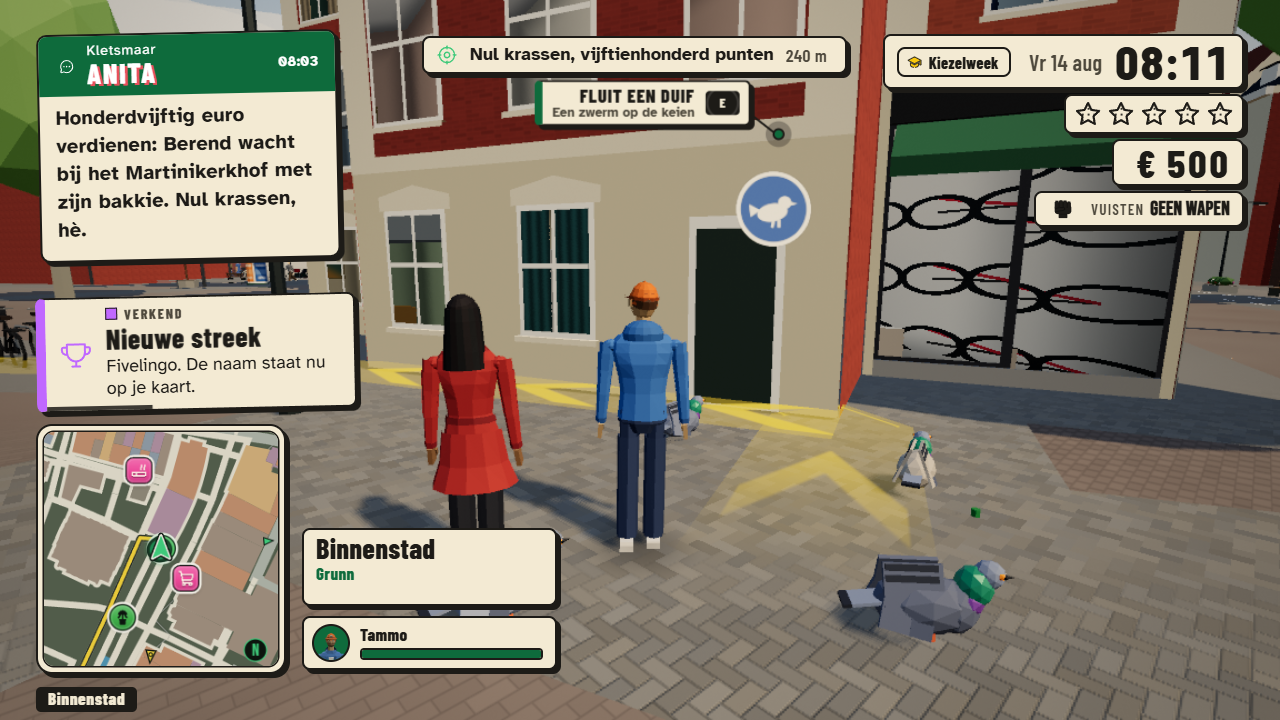 Kletsmaar
ANITA
08:03
Honderdvijftig euro
verdienen: Berend wacht
bij het Martinikerkhof met
zijn bakkie. Nul krassen,
hè.
Nul krassen, vijftienhonderd punten 240 m
FLUIT EEN DUIF
Een zwerm op de keien
E
Kiezelweek
Vr 14 aug 08:11
€ 500
VUISTEN GEEN WAPEN
VERKEND
Nieuwe streek
Fivelingo. De naam staat nu
op je kaart.
N
Binnenstad
Grunn
Tammo
Binnenstad